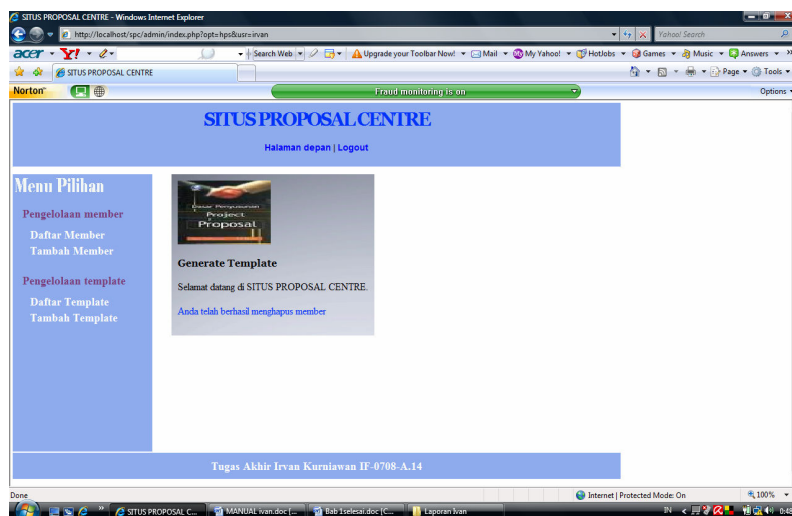 SITUS PROPOSAL CENTRE - Windows Internet Explorer
http://localhost/spc/admin/index.php?opt=hps&usr=irvan
Yahoo! Search
acer Y! Search Web Upgrade your Toolbar Now! Mail My Yahoo! HotJobs Games Music Answers
SITUS PROPOSAL CENTRE Page Tools
Norton Fraud monitoring is on Options
SITUS PROPOSAL CENTRE
Halaman depan | Logout
Menu Pilihan
Pengelolaan member
Daftar Member
Tambah Member
Pengelolaan template
Daftar Template
Tambah Template
Dasar Penyusunan
Project
Proposal
Generate Template
Selamat datang di SITUS PROPOSAL CENTRE.
Anda telah berhasil menghapus member
Tugas Akhir Irvan Kurniawan IF-0708-A.14
Done Internet | Protected Mode: On 100%
SITUS PROPOSAL C... MANUAL ivan.doc [... Bab 1selesai.doc [C... Laporan Ivan IN 0:48